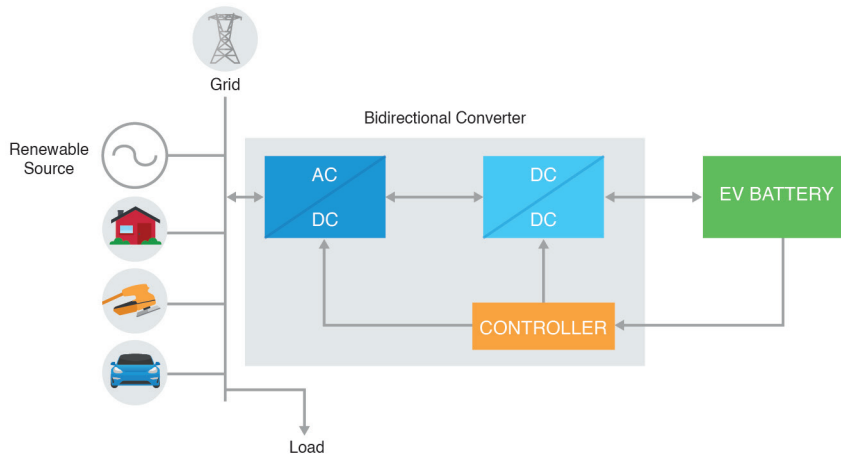 Grid
Bidirectional Converter
Renewable
Source
AC
DC
DC
DC
EV BATTERY
CONTROLLER
Load